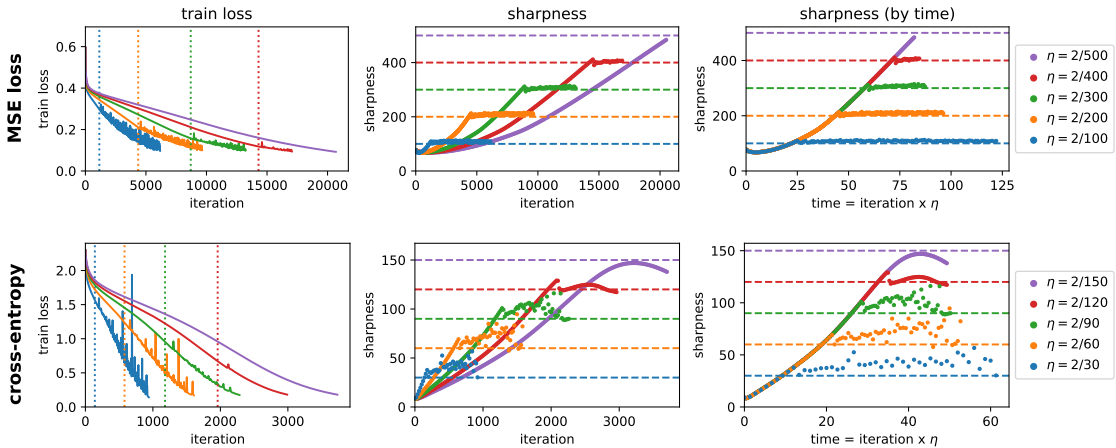 train loss
sharpness
sharpness (by time)
MSE loss
train loss
0.6
0.4
0.2
0.0
0
5000
10000
15000
20000
iteration
sharpness
400
200
0
0
5000
10000
15000
20000
iteration
sharpness
400
200
0
0
25
50
75
100
125
time = iteration x η
η = 2/500
η = 2/400
η = 2/300
η = 2/200
η = 2/100
cross-entropy
train loss
2.0
1.5
1.0
0.5
0.0
0
1000
2000
3000
iteration
sharpness
150
100
50
0
0
1000
2000
3000
iteration
sharpness
150
100
50
0
0
20
40
60
time = iteration x η
η = 2/150
η = 2/120
η = 2/90
η = 2/60
η = 2/30